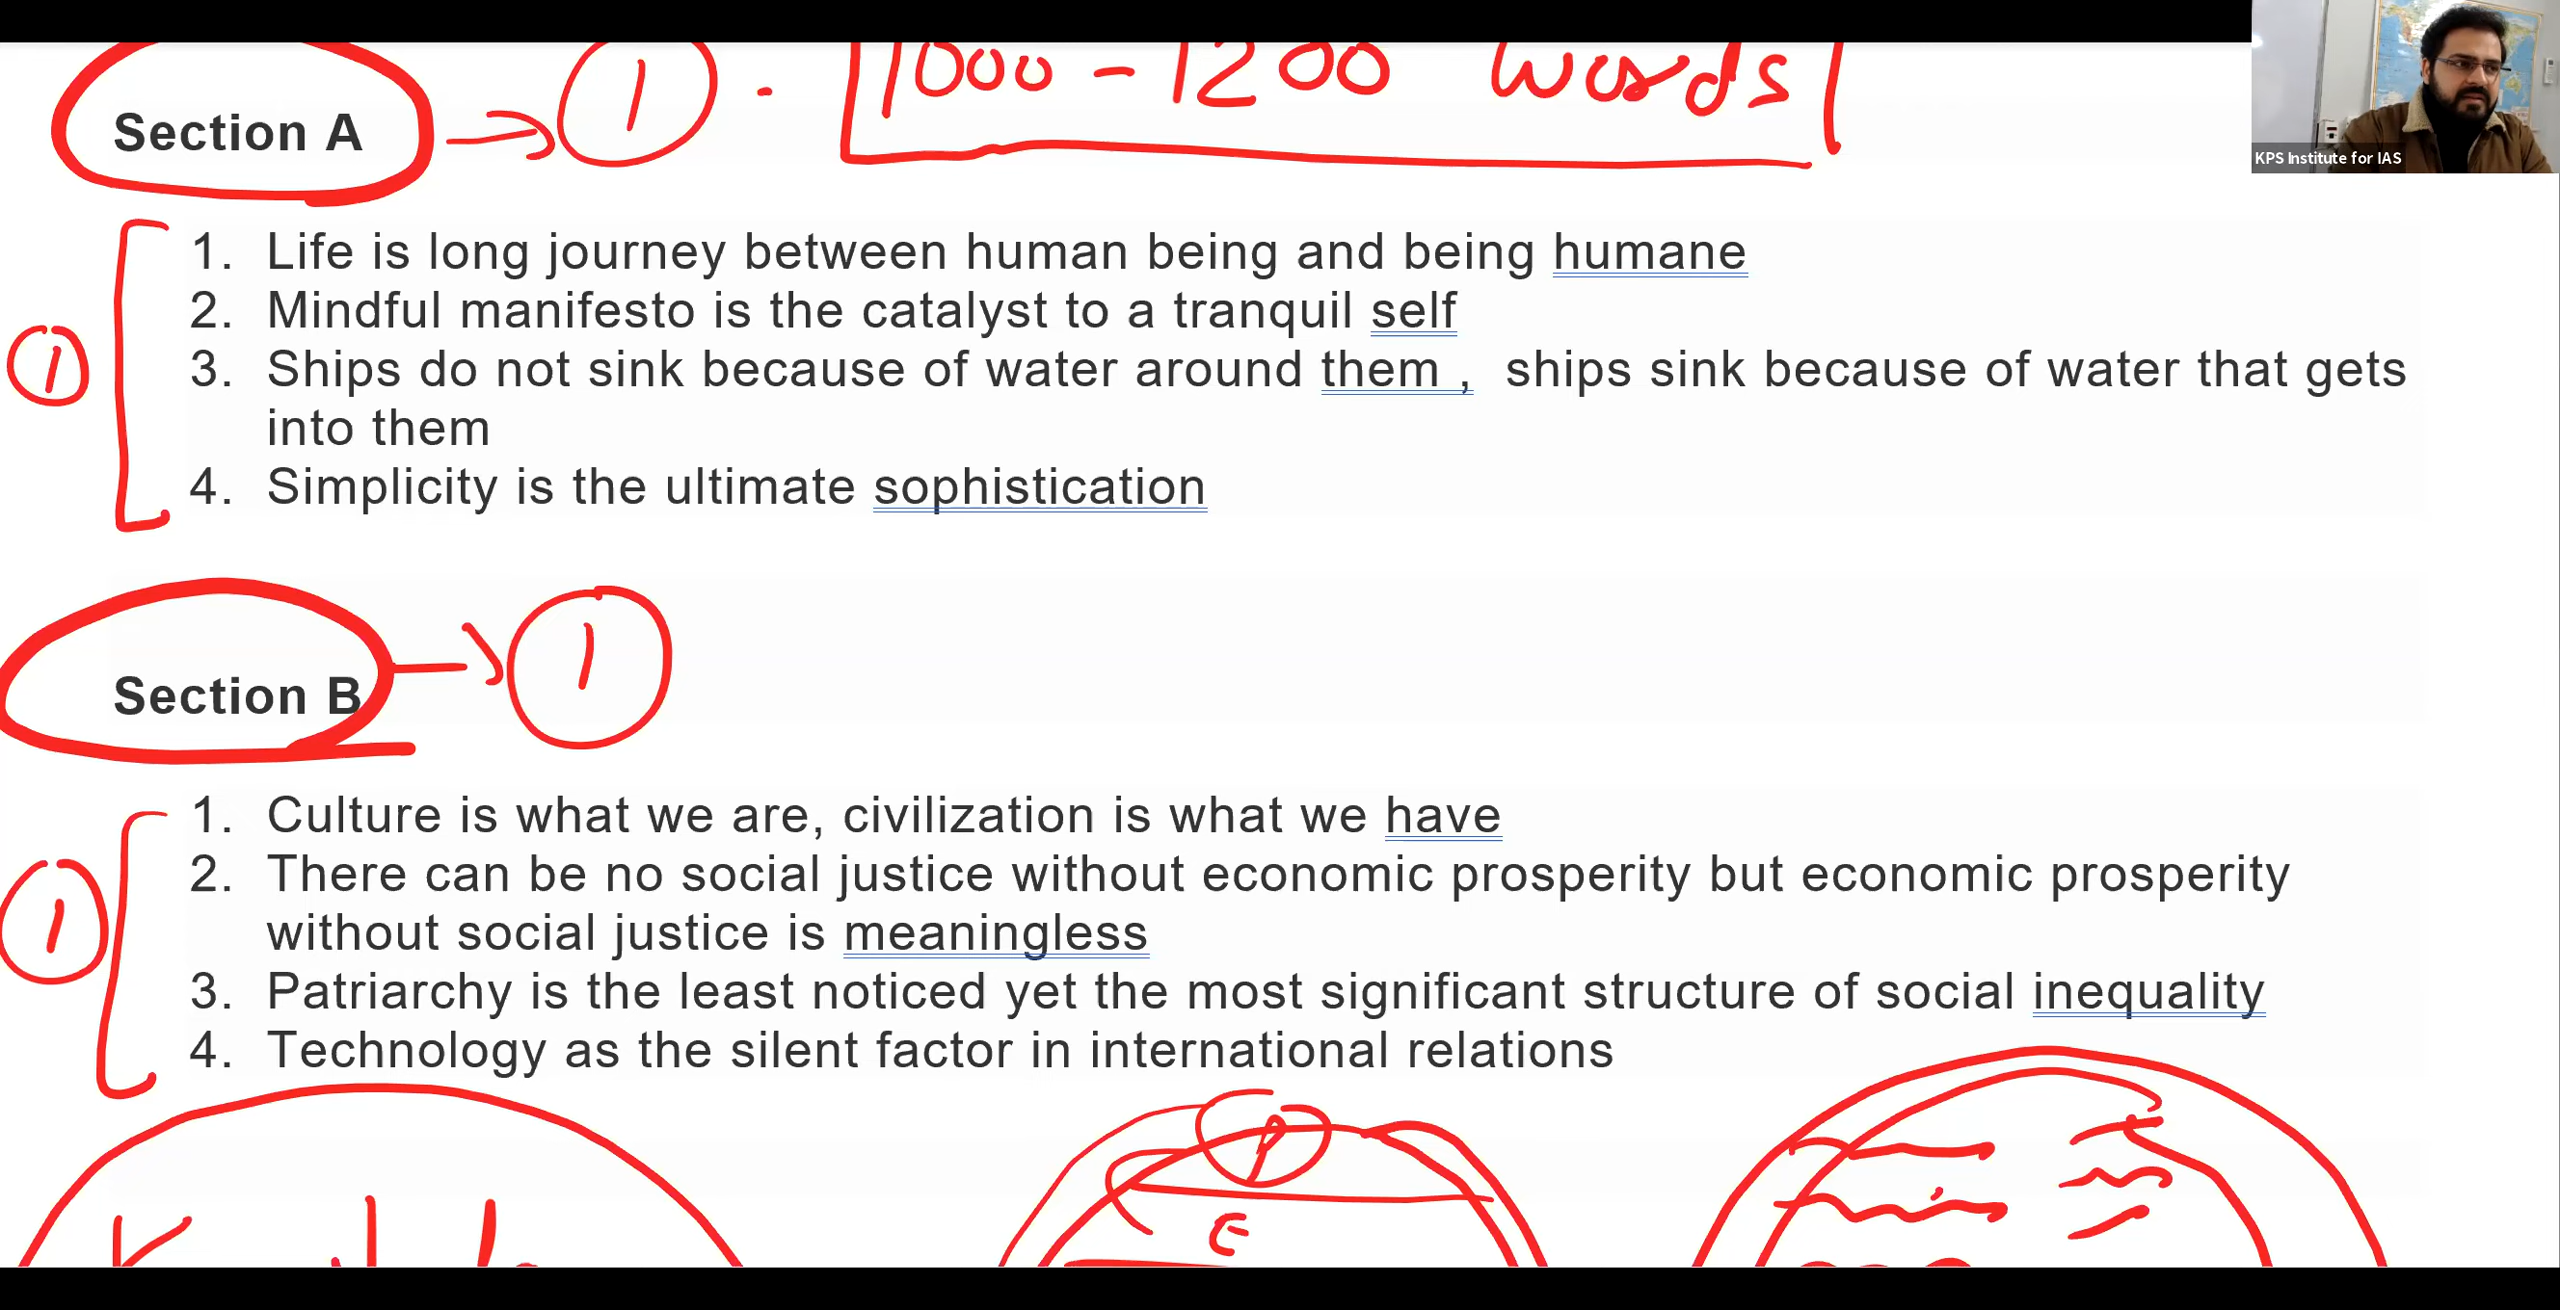 1000 - 1200 words
KPS Institute for IAS
Section A → 1 .
1. Life is long journey between human being and being humane
2. Mindful manifesto is the catalyst to a tranquil self
1
3. Ships do not sink because of water around them , ships sink because of water that gets
into them
4. Simplicity is the ultimate sophistication
Section B → 1
1. Culture is what we are, civilization is what we have
2. There can be no social justice without economic prosperity but economic prosperity
1
without social justice is meaningless
3. Patriarchy is the least noticed yet the most significant structure of social inequality
4. Technology as the silent factor in international relations
P
E